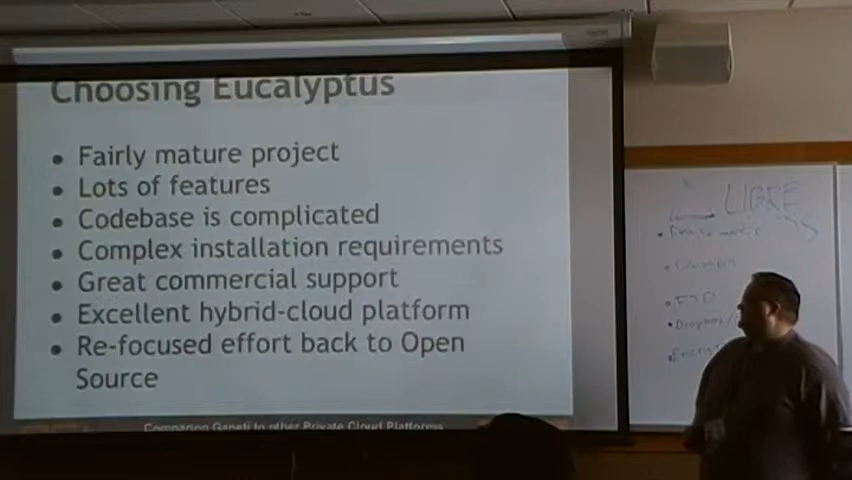 Choosing Eucalyptus
• Fairly mature project
• Lots of features
• Codebase is complicated
• Complex installation requirements
• Great commercial support
• Excellent hybrid-cloud platform
• Re-focused effort back to Open
Source
Comparing Ganeti to other Private Cloud Platforms
LIBRE
• Dropbox/